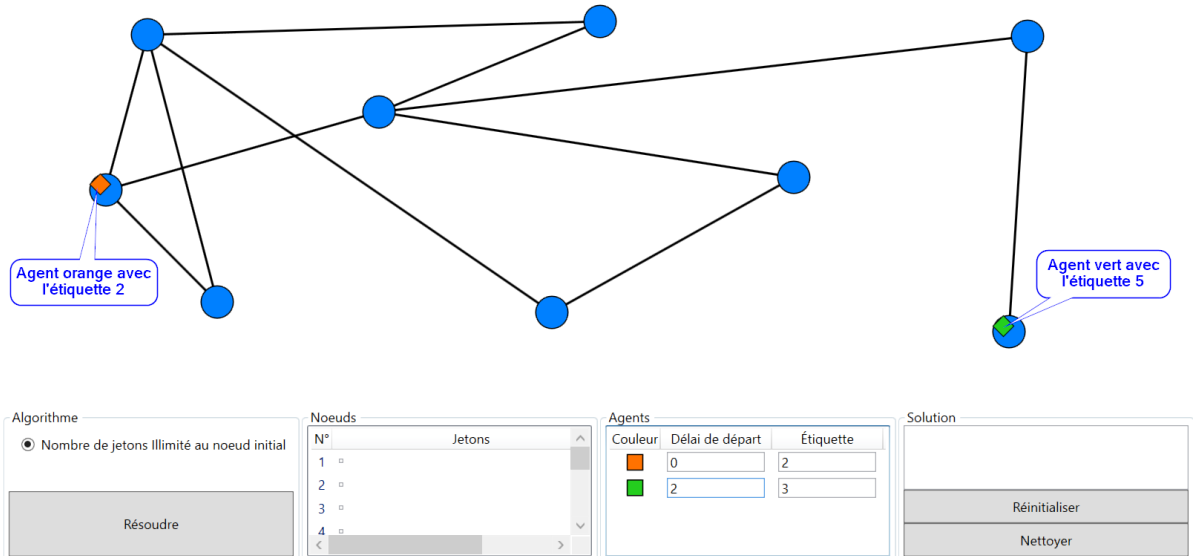 Agent orange avec
l'étiquette 2
Agent vert avec
l'étiquette 5
Algorithme
Nombre de jetons Illimité au noeud initial
Résoudre
Noeuds
N° Jetons
1 ¤
2 ¤
3 ¤
4 ¤
Agents
Couleur Délai de départ Étiquette
0 2
2 3
Solution
Réinitialiser
Nettoyer